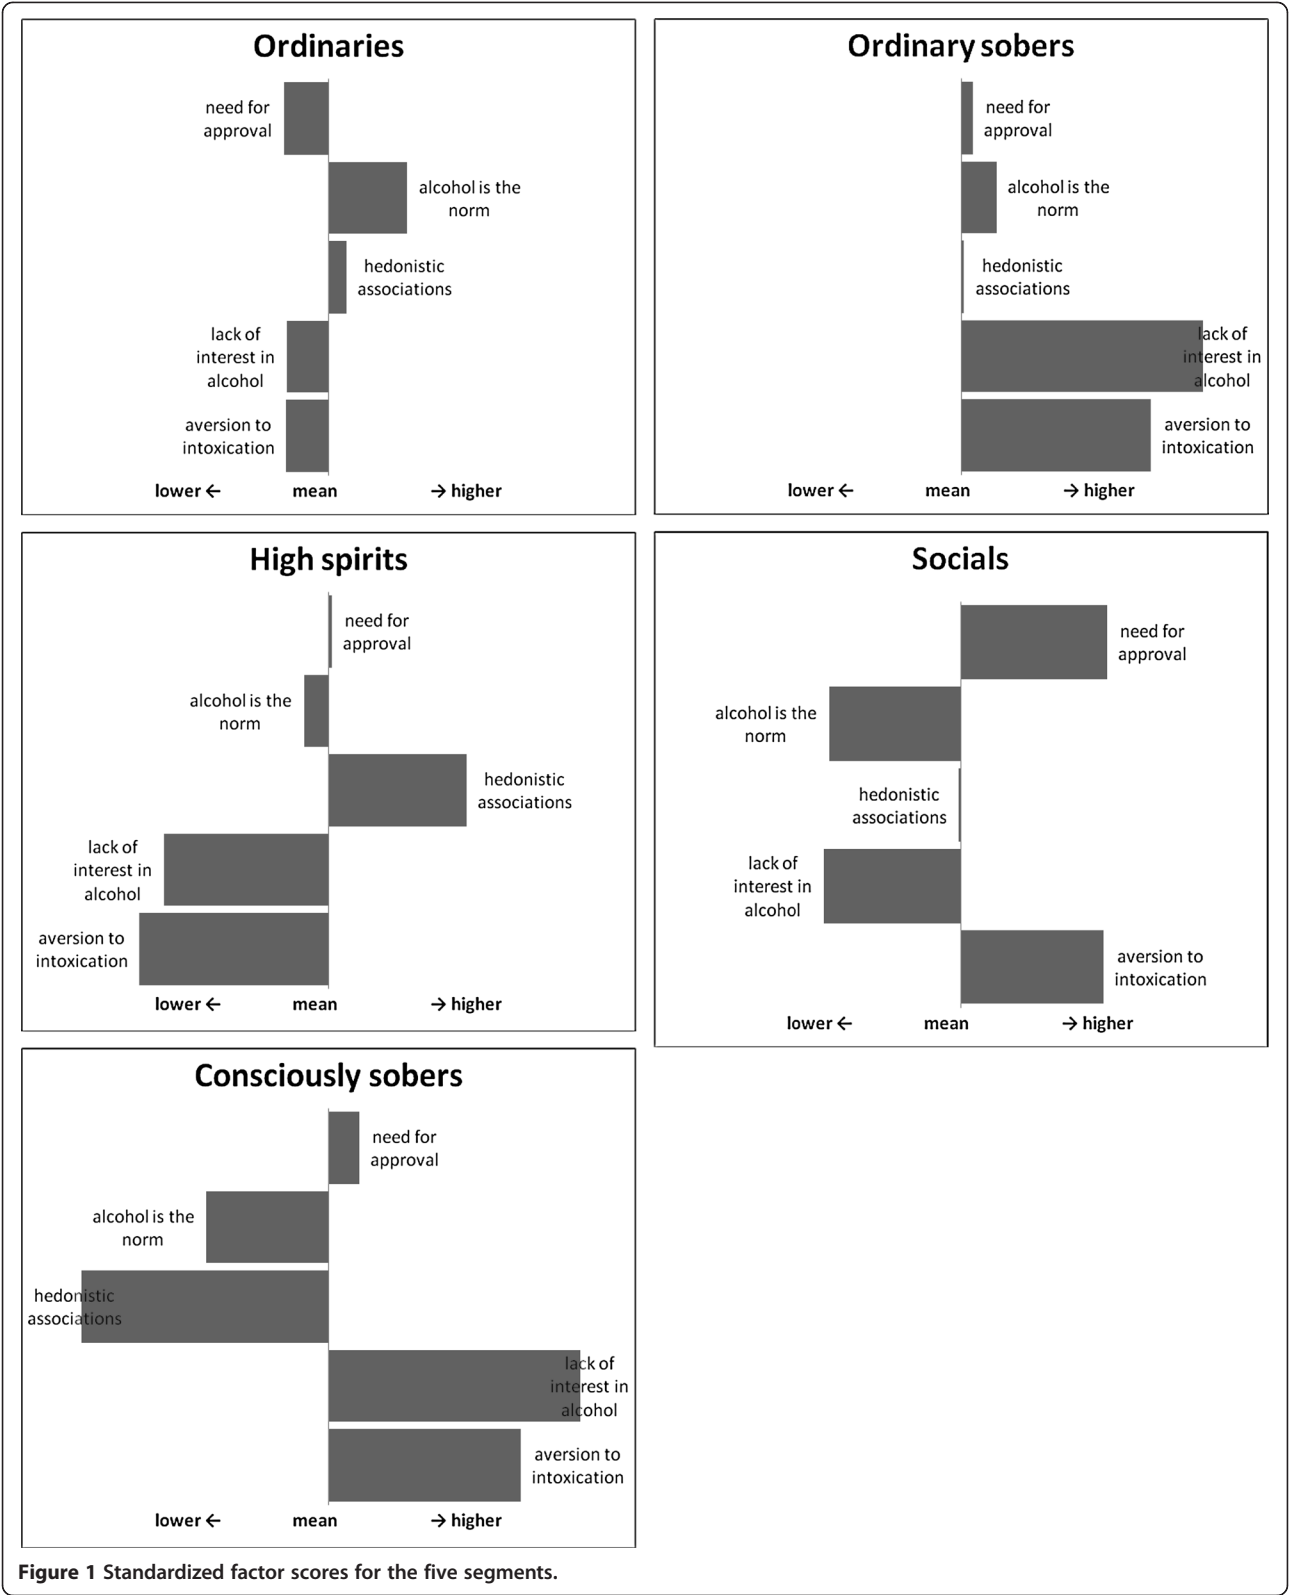 Ordinaries
need for
approval
alcohol is the
norm
hedonistic
associations
lack of
interest in
alcohol
aversion to
intoxication
lower ← mean → higher
Ordinary sobers
need for
approval
alcohol is the
norm
hedonistic
associations
lack of
interest in
alcohol
aversion to
intoxication
lower ← mean → higher
High spirits
need for
approval
alcohol is the
norm
hedonistic
associations
lack of
interest in
alcohol
aversion to
intoxication
lower ← mean → higher
Socials
need for
approval
alcohol is the
norm
hedonistic
associations
lack of
interest in
alcohol
aversion to
intoxication
lower ← mean → higher
Consciously sobers
need for
approval
alcohol is the
norm
hedonistic
associations
lack of
interest in
alcohol
aversion to
intoxication
lower ← mean → higher
Figure 1 Standardized factor scores for the five segments.